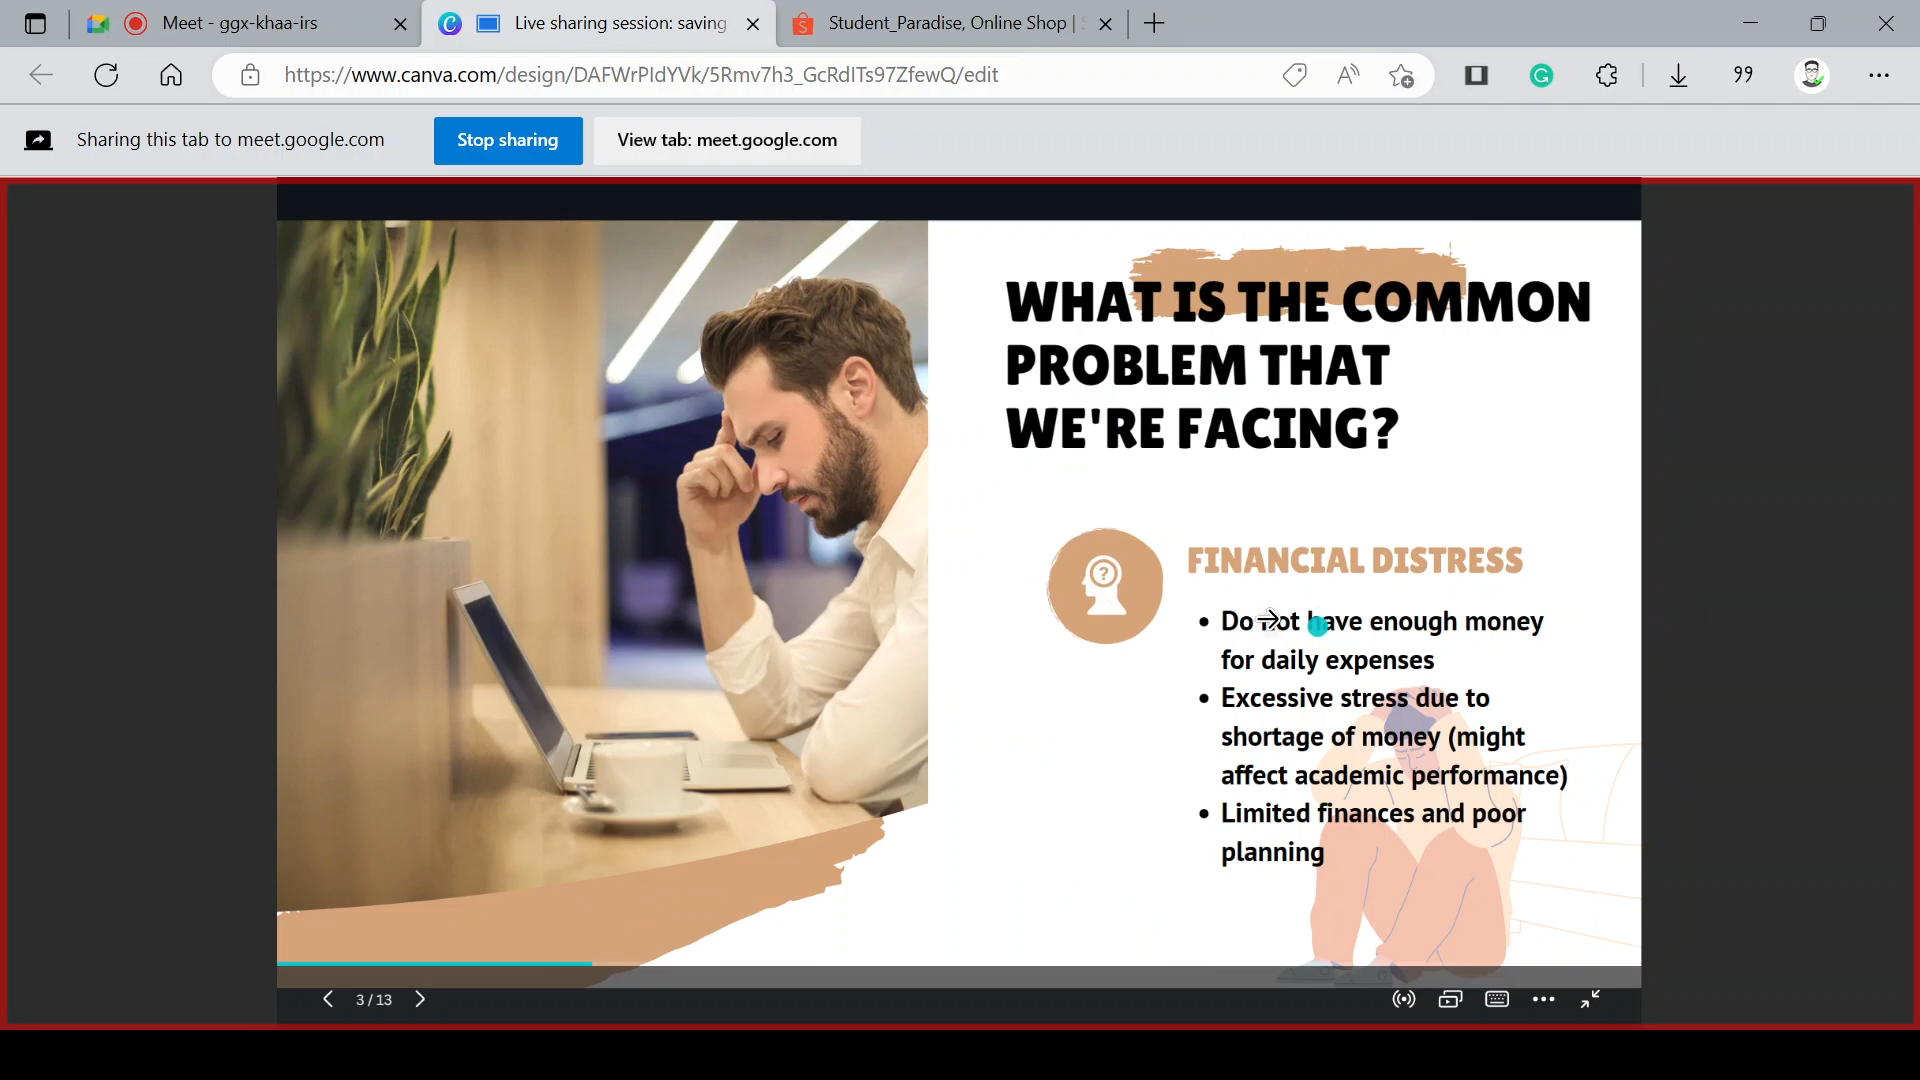 Meet - ggx-khaa-irs
Live sharing session: saving
Student_Paradise, Online Shop |
https://www.canva.com/design/DAFWrPIdYVk/5Rmv7h3_GcRdITs97ZfewQ/edit
Sharing this tab to meet.google.com
Stop sharing
View tab: meet.google.com
WHAT IS THE COMMON
PROBLEM THAT
WE'RE FACING?
FINANCIAL DISTRESS
• Do not have enough money
for daily expenses
• Excessive stress due to
shortage of money (might
affect academic performance)
• Limited finances and poor
planning
3 / 13